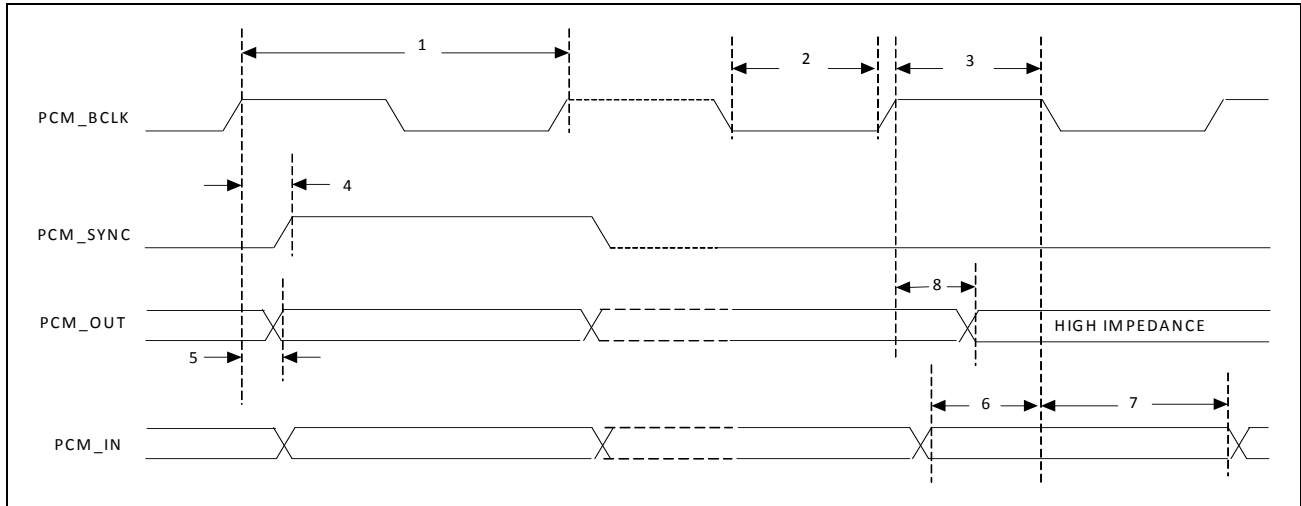 1
2
3
PCM_BCLK
4
PCM_SYNC
8
PCM_OUT
HIGH IMPEDANCE
5
6
7
PCM_IN